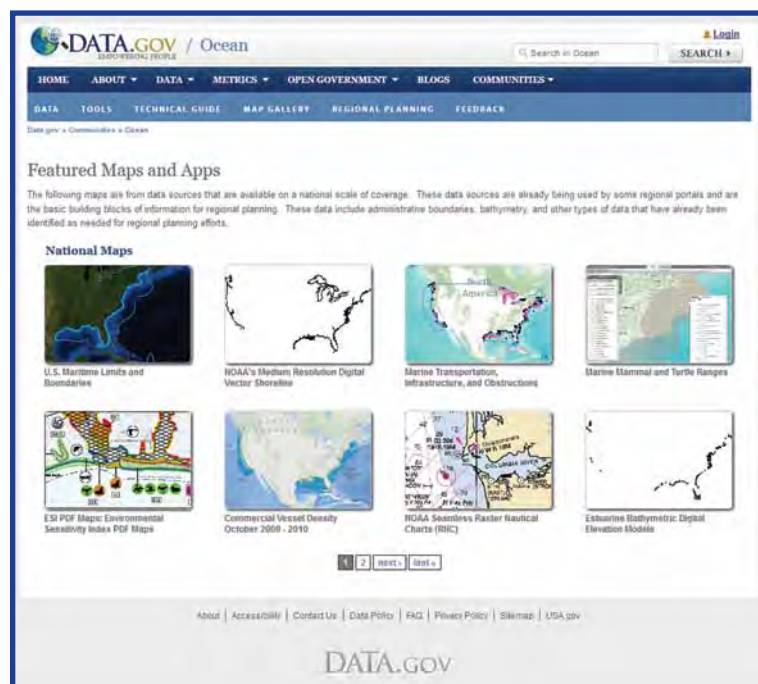 DATA.GOV / Ocean
EMPOWERING PEOPLE
Login
Search in Ocean
SEARCH
HOME ABOUT DATA METRICS OPEN GOVERNMENT BLOGS COMMUNITIES
DATA TOOLS TECHNICAL GUIDE MAP GALLERY REGIONAL PLANNING FEEDBACK
Data.gov » Communities » Ocean
Featured Maps and Apps
The following maps are from data sources that are available on a national scale of coverage. These data sources are already being used by some regional portals and are
the basic building blocks of information for regional planning. These data include administrative boundaries, bathymetry, and other types of data that have already been
identified as needed for regional planning efforts.
National Maps
North
America
U.S. Maritime Limits and
Boundaries
NOAA's Medium Resolution Digital
Vector Shoreline
Marine Transportation,
Infrastructure, and Obstructions
Marine Mammal and Turtle Ranges
COLUMBIA RIVER
ESI PDF Maps: Environmental
Sensitivity Index PDF Maps
Commercial Vessel Density
October 2009 - 2010
NOAA Seamless Raster Nautical
Charts (RNC)
Estuarine Bathymetric Digital
Elevation Models
1 2 next › last »
About | Accessibility | Contact Us | Data Policy | FAQ | Privacy Policy | Sitemap | USA.gov
DATA.GOV